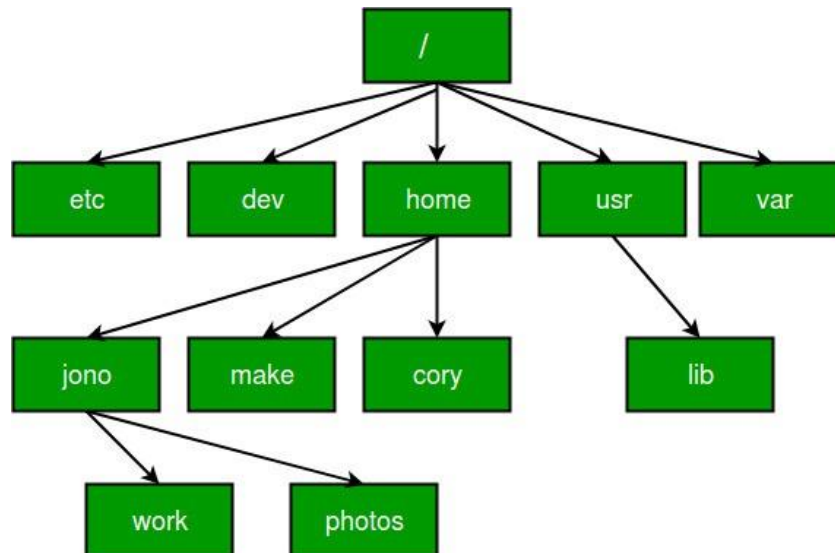 /
etc
dev
home
usr
var
jono
make
cory
lib
work
photos